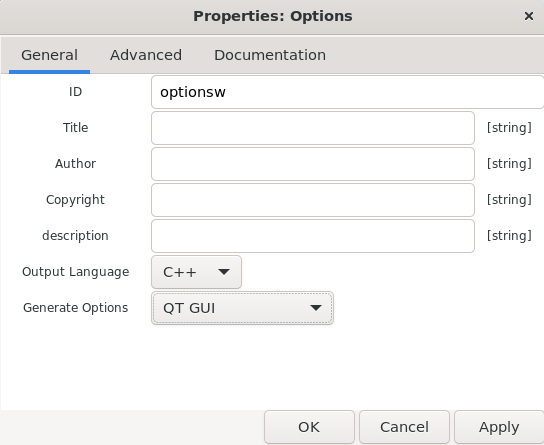 Properties: Options ×
General Advanced Documentation
ID optionsw
Title [string]
Author [string]
Copyright [string]
description [string]
Output Language C++
Generate Options QT GUI
OK Cancel Apply